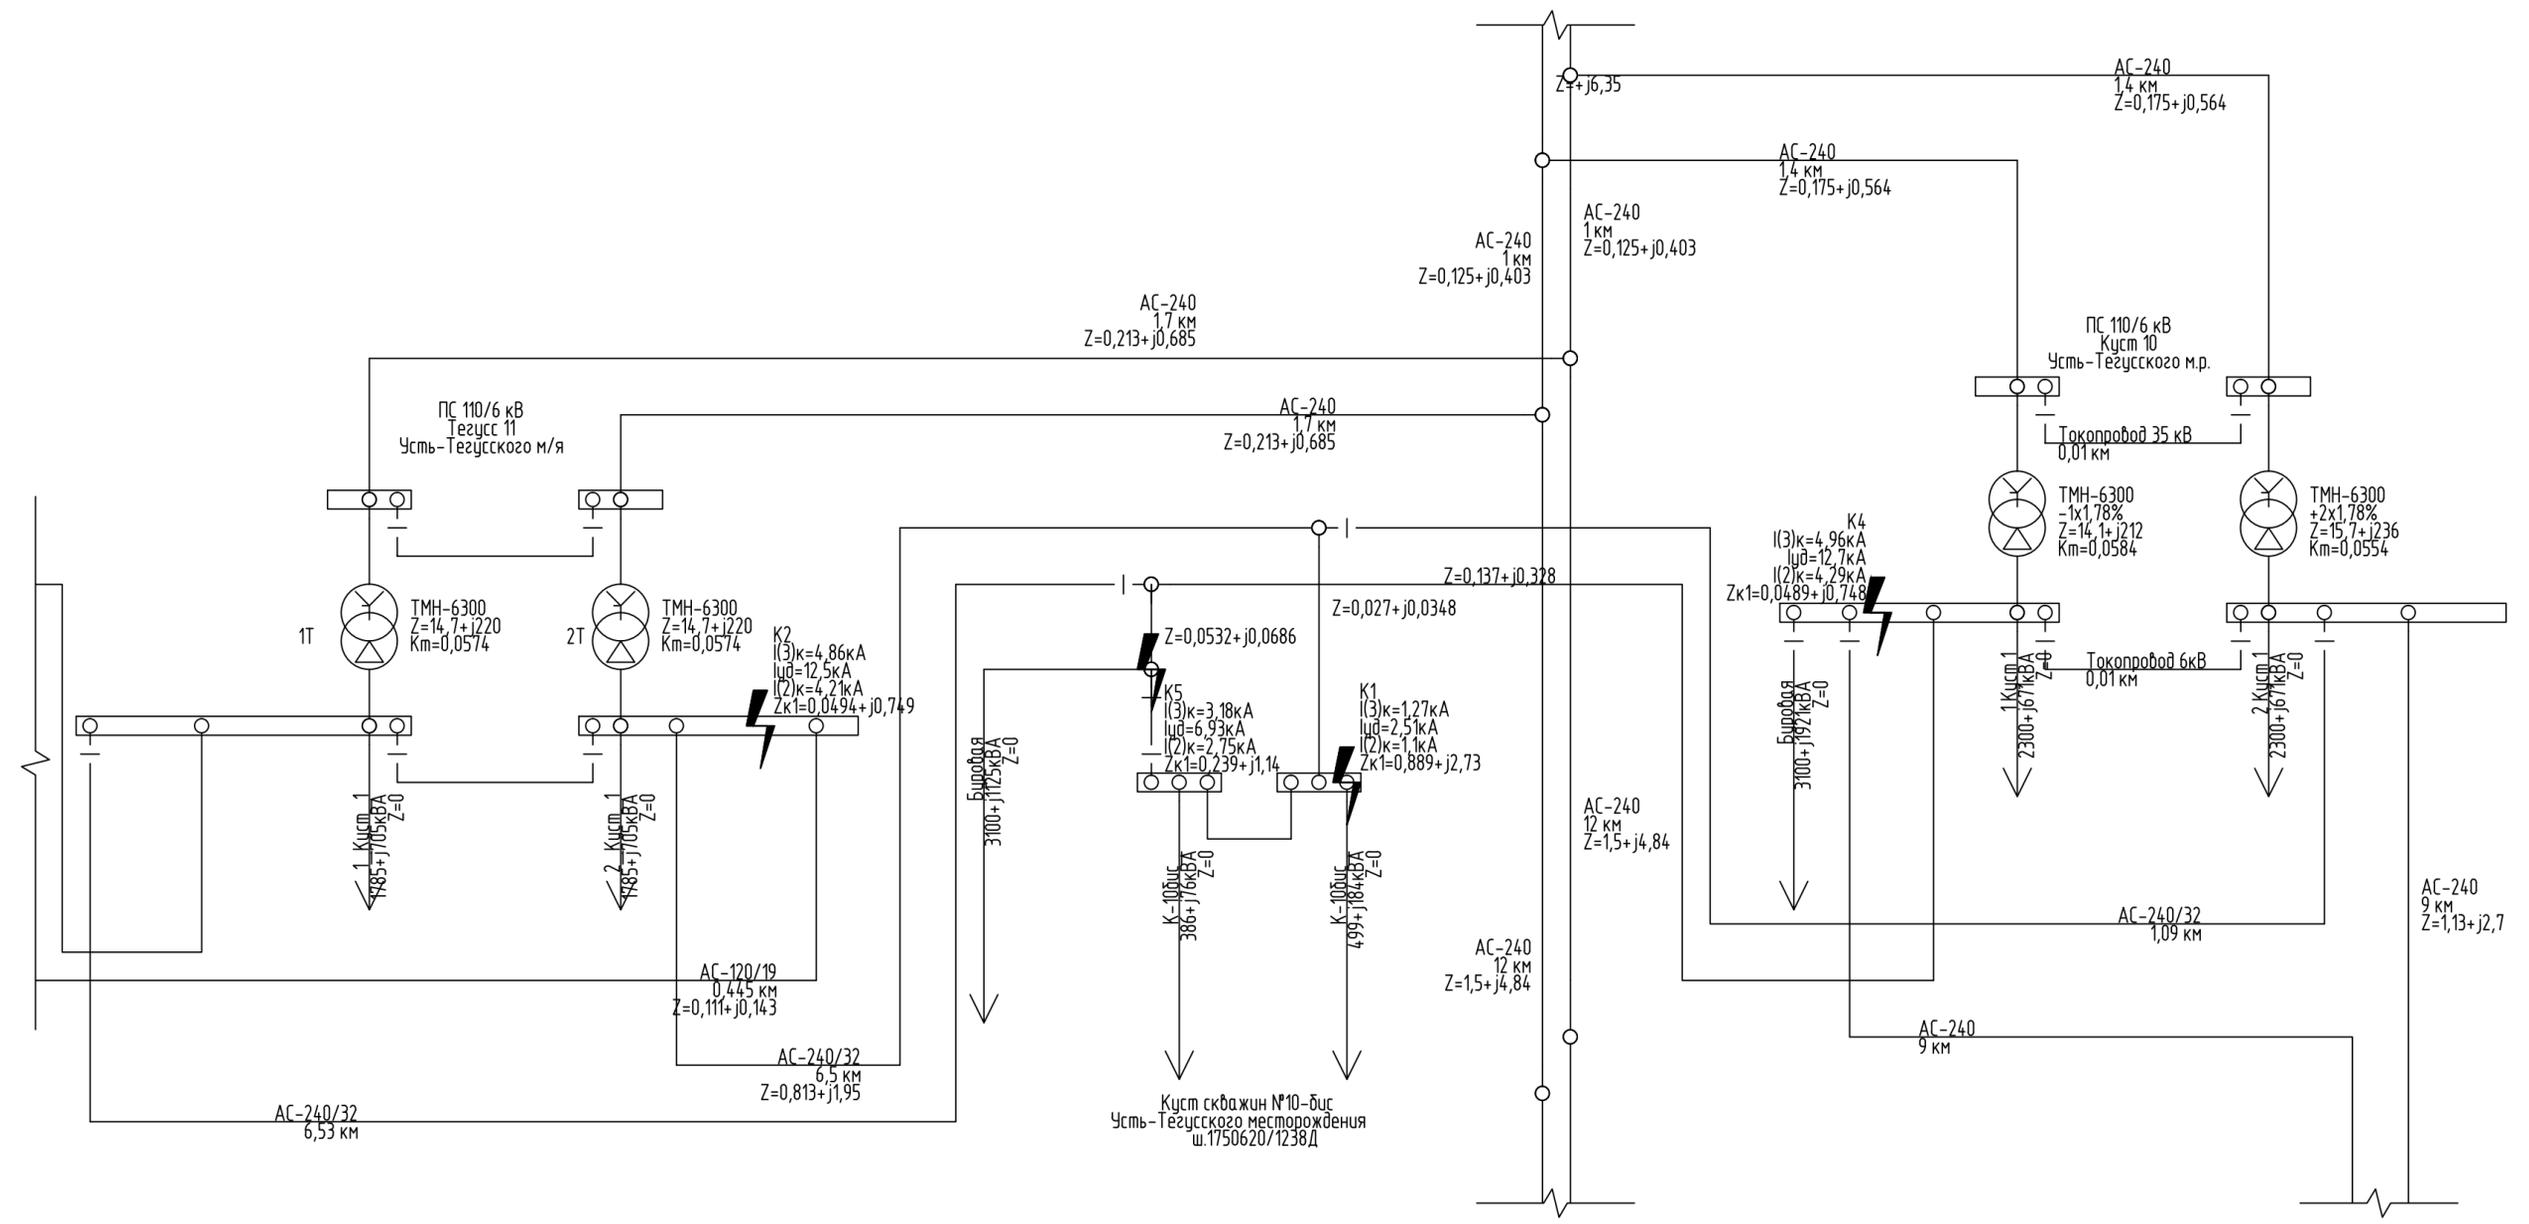 Z=+j6,35
АС-240
1,4 км
Z=0,175+j0,564
АС-240
1,4 км
Z=0,175+j0,564
АС-240
1 км
Z=0,125+j0,403
АС-240
1 км
Z=0,125+j0,403
АС-240
1,7 км
Z=0,213+j0,685
АС-240
1,7 км
Z=0,213+j0,685
ПС 110/6 кВ
Тегусс 11
Усть-Тегусского м/я
ПС 110/6 кВ
Куст 10
Усть-Тегусского м.р.
Токопровод 35 кВ
0,01 км
ТМН-6300
-1х1,78%
Z=14,1+j212
Кт=0,0584
ТМН-6300
+2х1,78%
Z=15,7+j236
Кт=0,0554
К4
I(3)к=4,96кА
Iуд=12,7кА
I(2)к=4,29кА
Zк1=0,0489+j0,748
Z=0,137+j0,328
1Т
ТМН-6300
Z=14,7+j220
Кт=0,0574
2Т
ТМН-6300
Z=14,7+j220
Кт=0,0574
К2
I(3)к=4,86кА
Iуд=12,5кА
I(2)к=4,21кА
Zк1=0,0494+j0,749
Z=0,027+j0,0348
Z=0,0532+j0,0686
К5
I(3)к=3,18кА
Iуд=6,93кА
I(2)к=2,75кА
Zк1=0,239+j1,14
К1
I(3)к=1,27кА
Iуд=2,51кА
I(2)к=1,1кА
Zк1=0,889+j2,73
Токопровод 6кВ
0,01 км
Буровая
3100+j1921кВА
Z=0
1 Куст 1
2300+j671кВА
Z=0
2 Куст 1
2300+j671кВА
Z=0
Буровая
3100+j1125кВА
Z=0
1_Куст_1
1785+j705кВА
Z=0
2_Куст_1
1785+j705кВА
Z=0
К-10бис
386+j76кВА
Z=0
К-10бис
499+j184кВА
Z=0
АС-240
12 км
Z=1,5+j4,84
АС-240
12 км
Z=1,5+j4,84
АС-240/32
1,09 км
АС-240
9 км
Z=1,13+j2,7
АС-120/19
0,445 км
Z=0,111+j0,143
АС-240
9 км
АС-240/32
6,5 км
Z=0,813+j1,95
АС-240/32
6,53 км
Куст скважин №10-бис
Усть-Тегусского месторождения
ш.1750620/1238Д